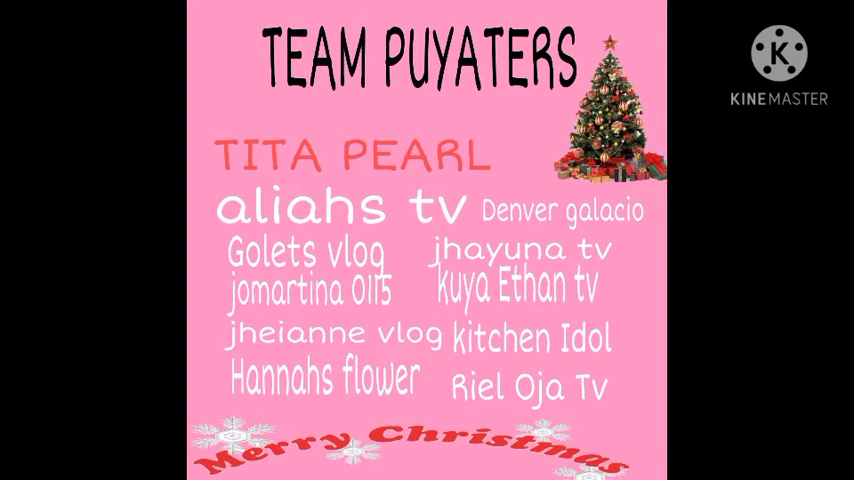 TEAM PUYATERS
K
KINEMASTER
TITA PEARL
aliahs tv Denver galacio
Golets vlog jhayuna tv
jomartina 0115 kuya Ethan tv
jheianne vlog kitchen Idol
Hannahs flower Riel Oja Tv
Merry Christmas